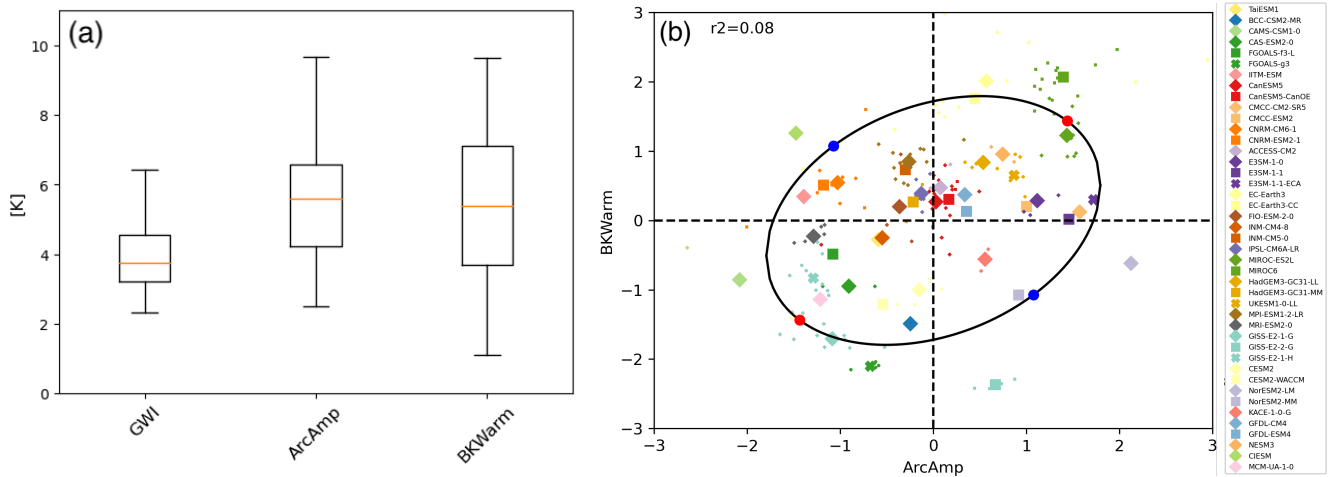 (a)
10
8
6
4
2
0
[K]
GWI
ArcAmp
BKWarm
(b)
r2=0.08
3
2
1
0
−1
−2
−3
BKWarm
−3
−2
−1
0
1
2
3
ArcAmp
TaiESM1
BCC-CSM2-MR
CAMS-CSM1-0
CAS-ESM2-0
FGOALS-f3-L
FGOALS-g3
IITM-ESM
CanESM5
CanESM5-CanOE
CMCC-CM2-SR5
CMCC-ESM2
CNRM-CM6-1
CNRM-ESM2-1
ACCESS-CM2
E3SM-1-0
E3SM-1-1
E3SM-1-1-ECA
EC-Earth3
EC-Earth3-CC
FIO-ESM-2-0
INM-CM4-8
INM-CM5-0
IPSL-CM6A-LR
MIROC-ES2L
MIROC6
HadGEM3-GC31-LL
HadGEM3-GC31-MM
UKESM1-0-LL
MPI-ESM1-2-LR
MRI-ESM2-0
GISS-E2-1-G
GISS-E2-2-G
GISS-E2-1-H
CESM2
CESM2-WACCM
NorESM2-LM
NorESM2-MM
KACE-1-0-G
GFDL-CM4
GFDL-ESM4
NESM3
CIESM
MCM-UA-1-0